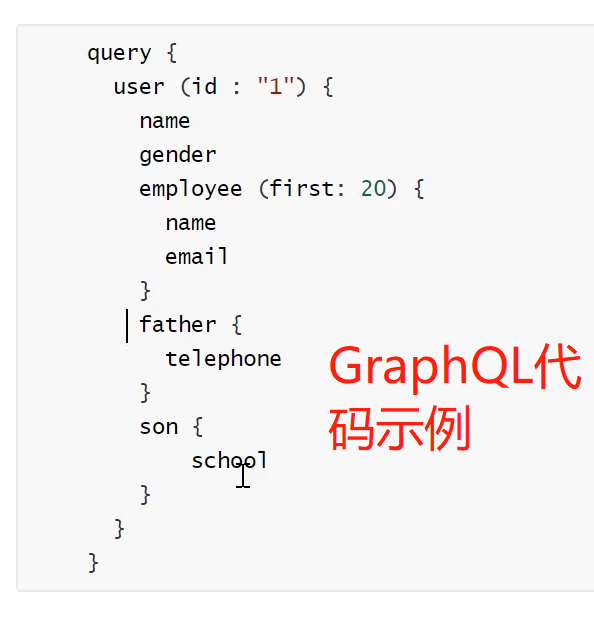 query {
user (id : "1") {
name
gender
employee (first: 20) {
name
email
}
father {
telephone
}
son {
school
}
}
}
GraphQL代
码示例